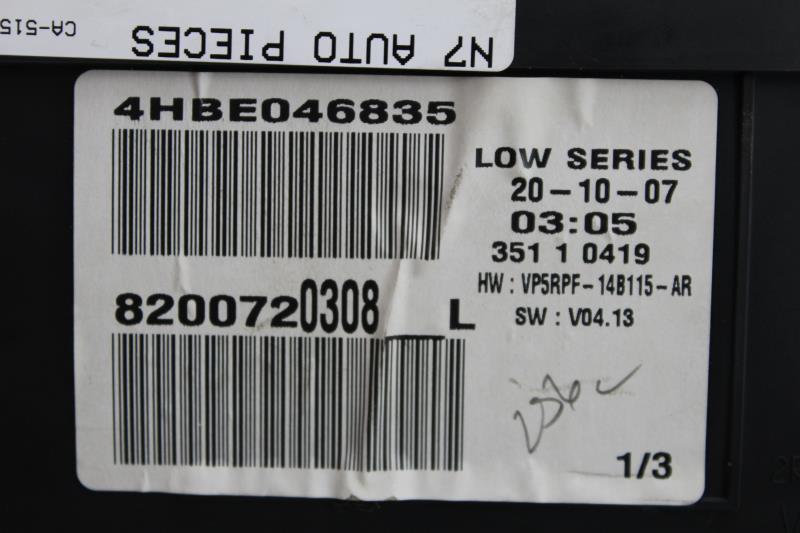 N7 AUTO PIECES
CA-515
4HBE046835
LOW SERIES
20-10-07
03:05
351 1 0419
HW : VP5RPF-14B115-AR
SW : V04.13
8200720308__L
1/3